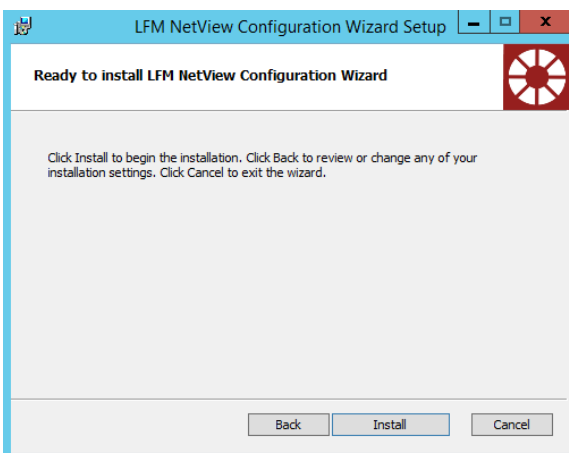 LFM NetView Configuration Wizard Setup
Ready to install LFM NetView Configuration Wizard
Click Install to begin the installation. Click Back to review or change any of your
installation settings. Click Cancel to exit the wizard.
Back Install Cancel